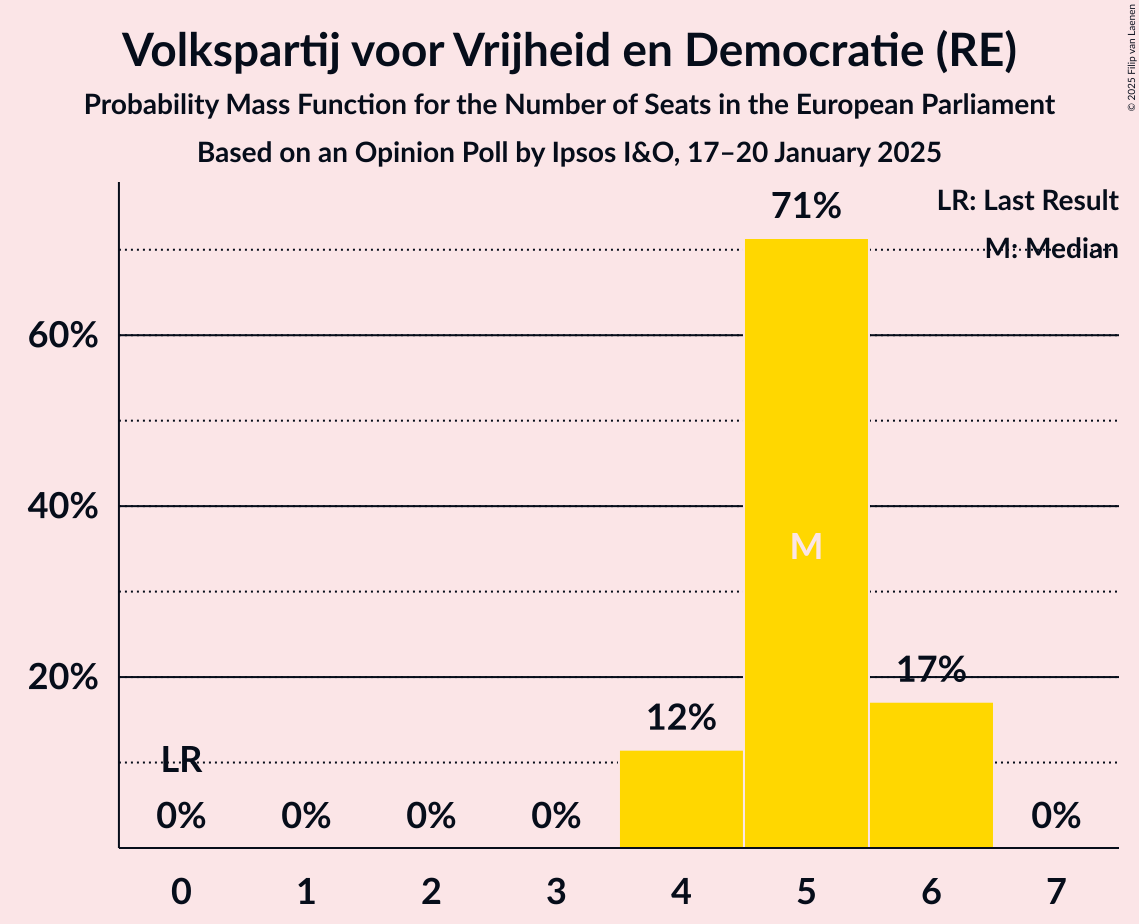 Volkspartij voor Vrijheid en Democratie (RE)
Probability Mass Function for the Number of Seats in the European Parliament
Based on an Opinion Poll by Ipsos I&O, 17–20 January 2025
© 2025 Filip van Laenen
LR: Last Result
M: Median
71%
60%
40%
M
20%
17%
12%
LR
0% 0% 0% 0% 0%
0 1 2 3 4 5 6 7